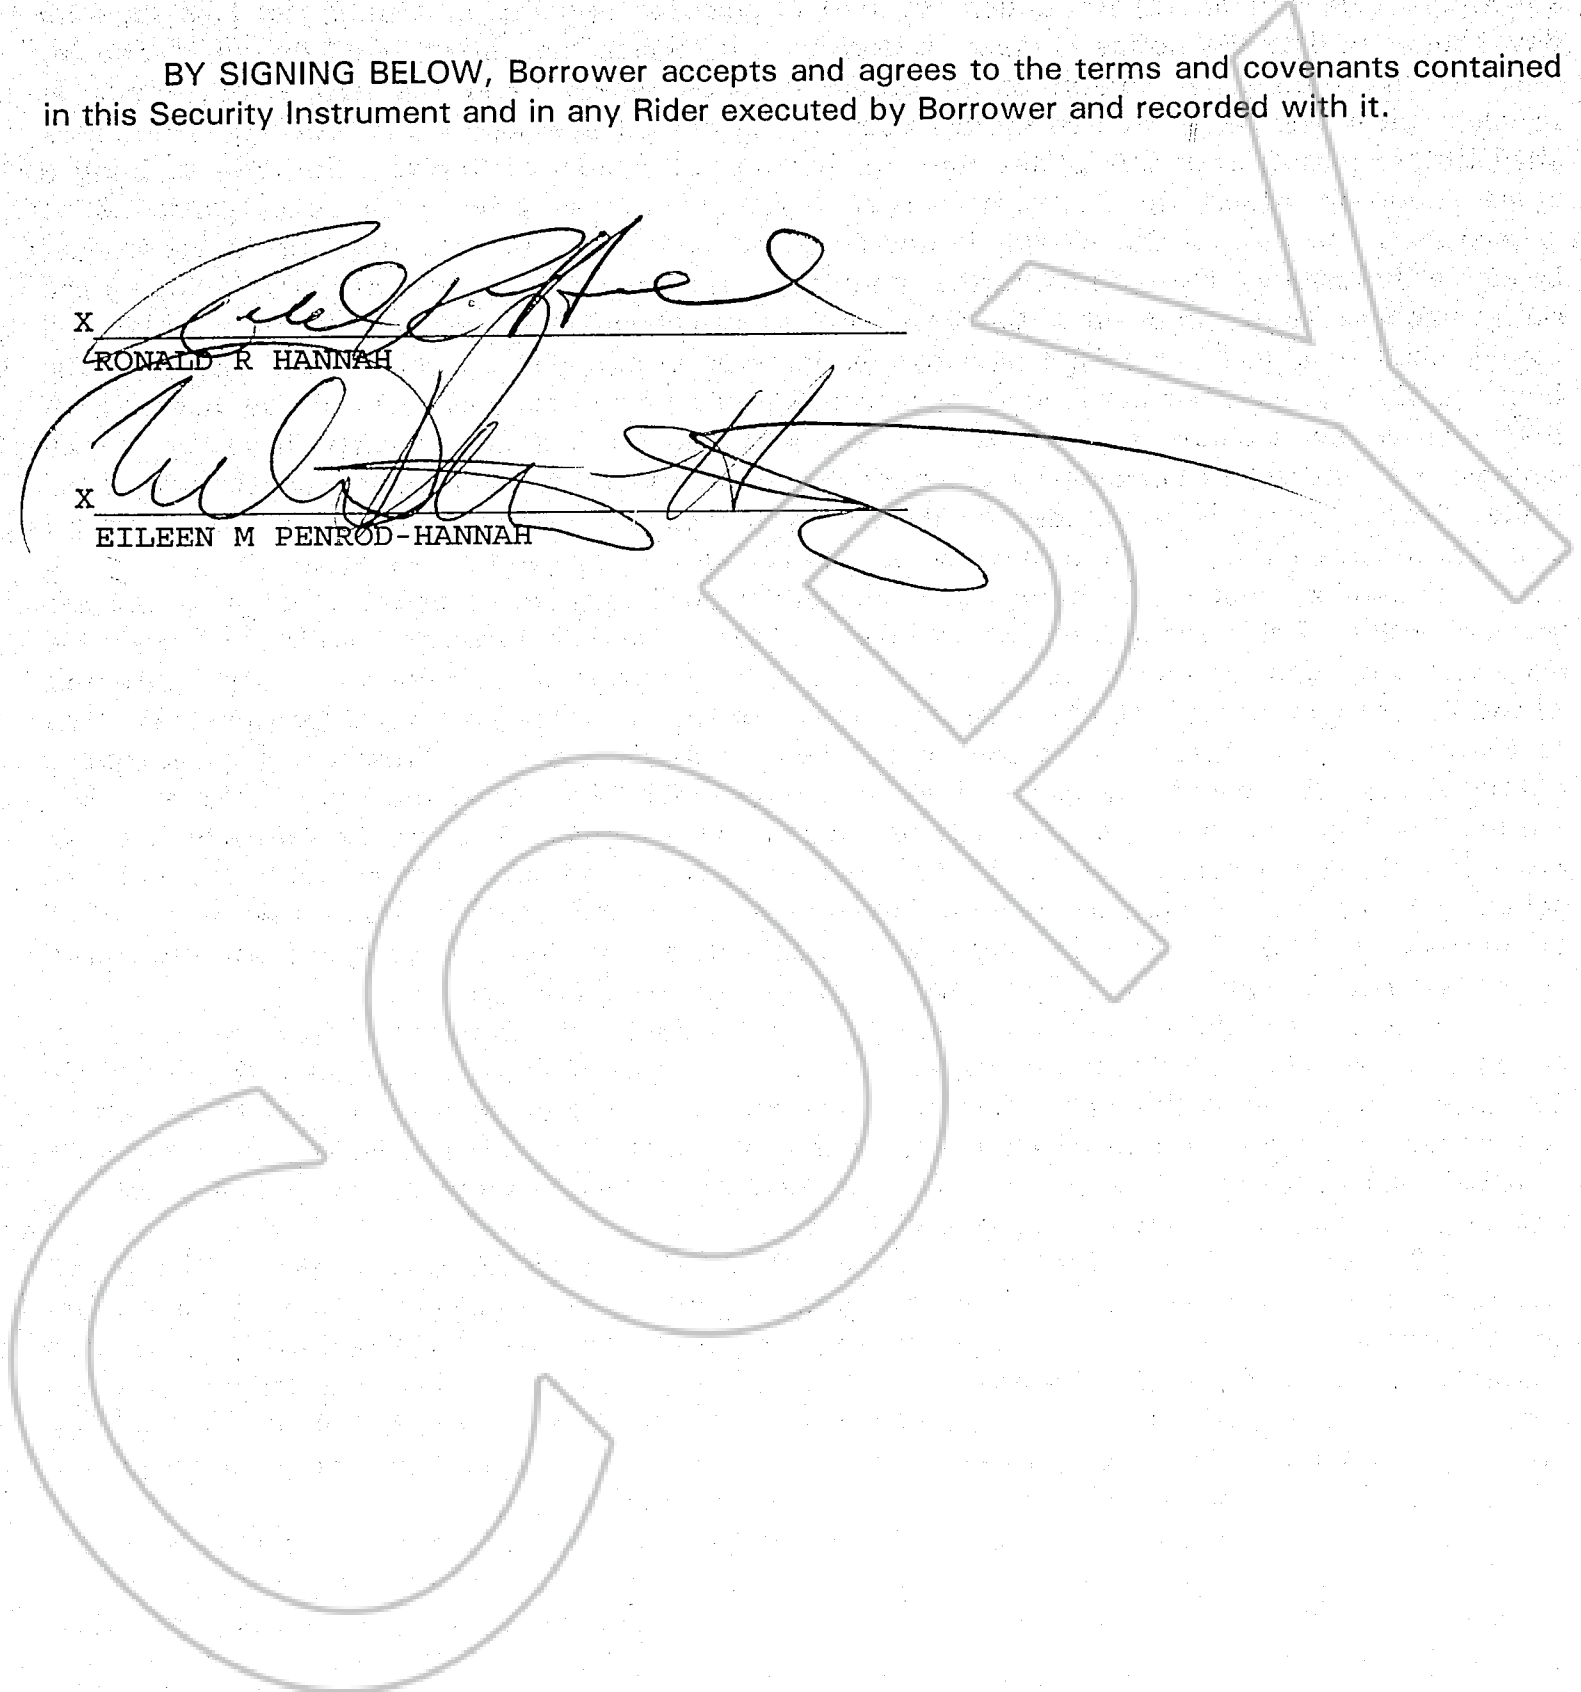 BY SIGNING BELOW, Borrower accepts and agrees to the terms and covenants contained
in this Security Instrument and in any Rider executed by Borrower and recorded with it.
X
RONALD R HANNAH
X
EILEEN M PENROD-HANNAH
COPY